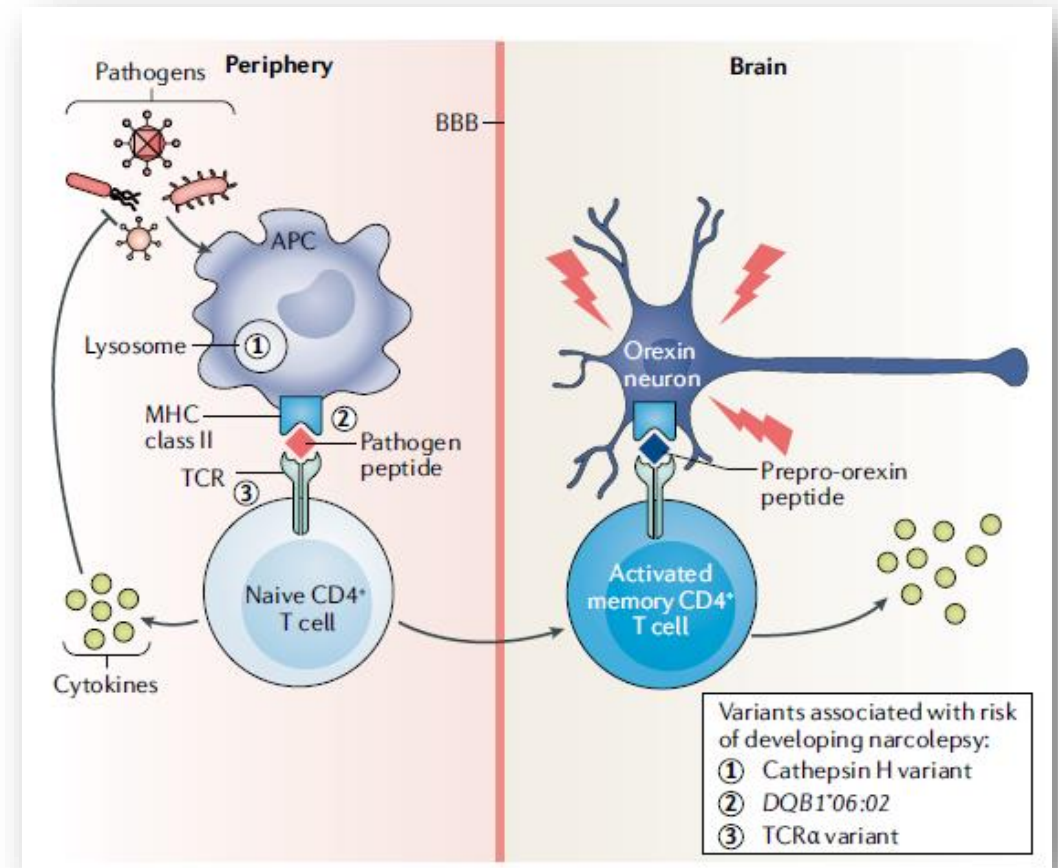 Periphery
Brain
Pathogens
BBB
APC
Lysosome
①
MHC
class II
②
Pathogen
peptide
TCR
③
Naive CD4⁺
T cell
Cytokines
Orexin
neuron
Prepro-orexin
peptide
Activated
memory CD4⁺
T cell
Variants associated with risk
of developing narcolepsy:
① Cathepsin H variant
② DQB1*06:02
③ TCRα variant